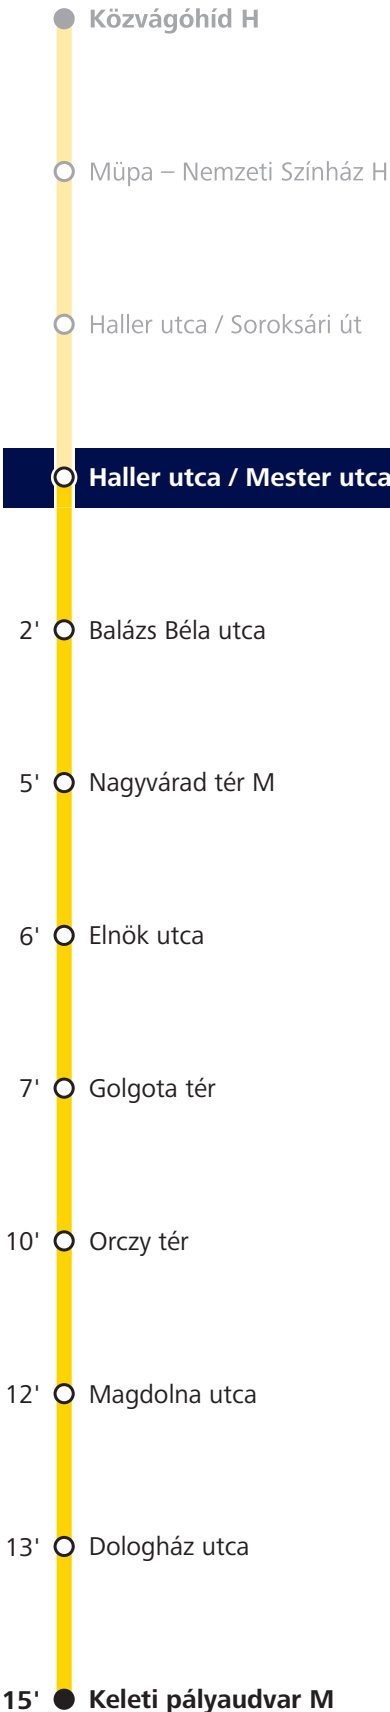 Közvágóhíd H
Müpa – Nemzeti Színház H
Haller utca / Soroksári út
Haller utca / Mester utca
2' Balázs Béla utca
5' Nagyvárad tér M
6' Elnök utca
7' Golgota tér
10' Orczy tér
12' Magdolna utca
13' Dologház utca
15' Keleti pályaudvar M